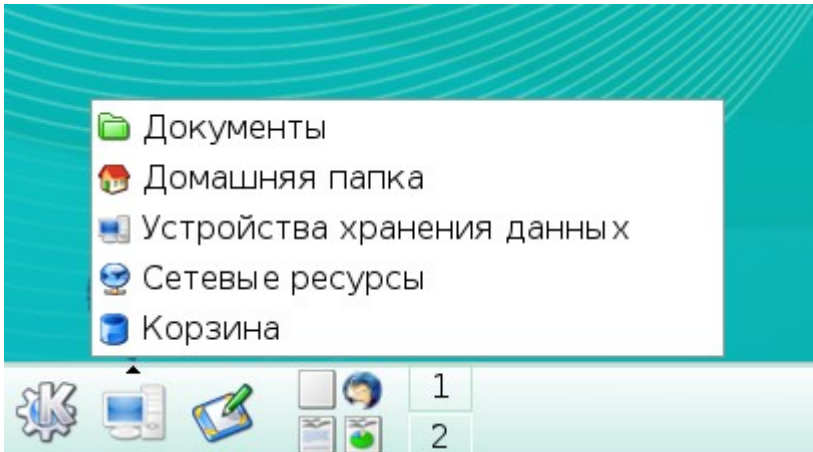 Документы
Домашняя папка
Устройства хранения данных
Сетевые ресурсы
Корзина
1
2